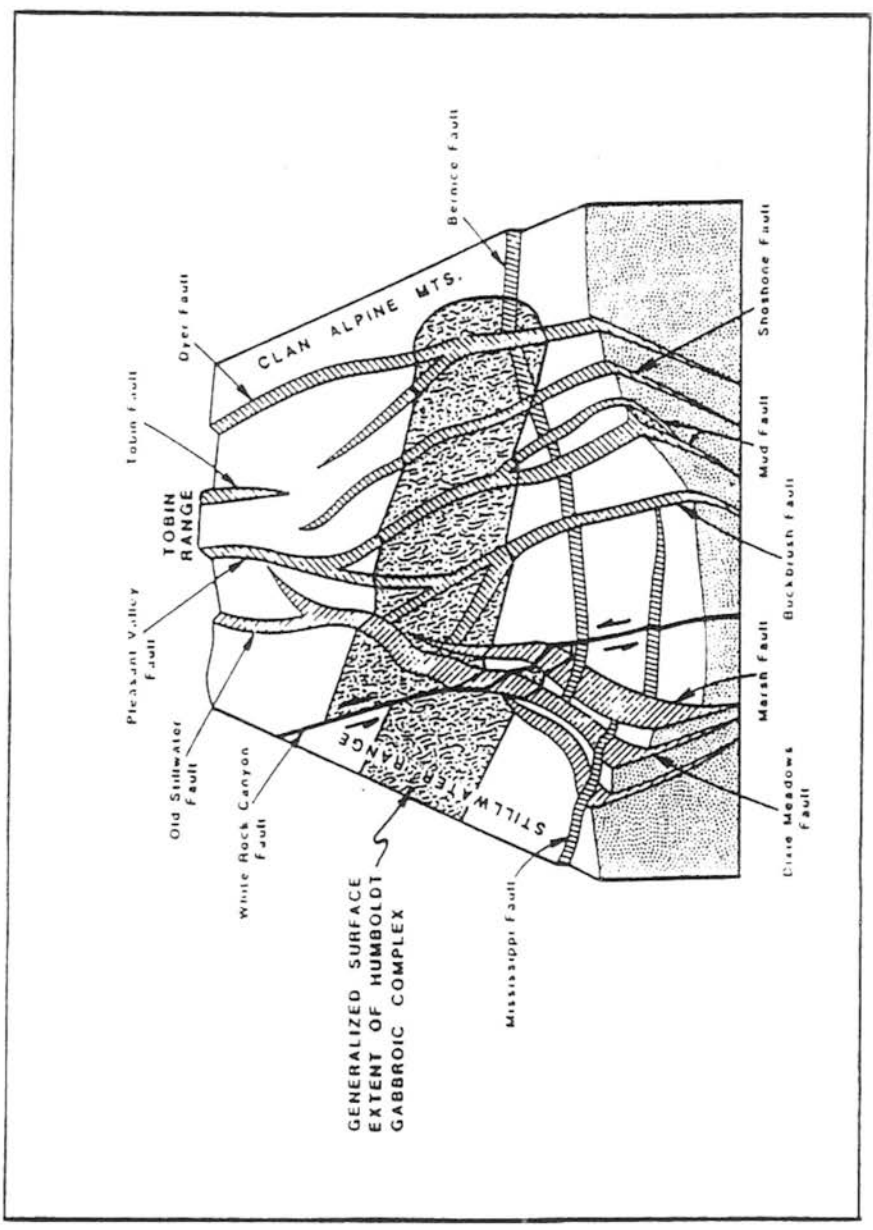 Dyer Fault
Tobin Fault
TOBIN
RANGE
Pleasant Valley
Fault
Old Stillwater
Fault
White Rock Canyon
Fault
GENERALIZED SURFACE
EXTENT OF HUMBOLDT
GABBROIC COMPLEX
Mississippi Fault
Bernice Fault
CLAN ALPINE MTS.
STILLWATER RANGE
Shoshone Fault
Mud Fault
Buckbrush Fault
Marsh Fault
Dixie Meadows
Fault